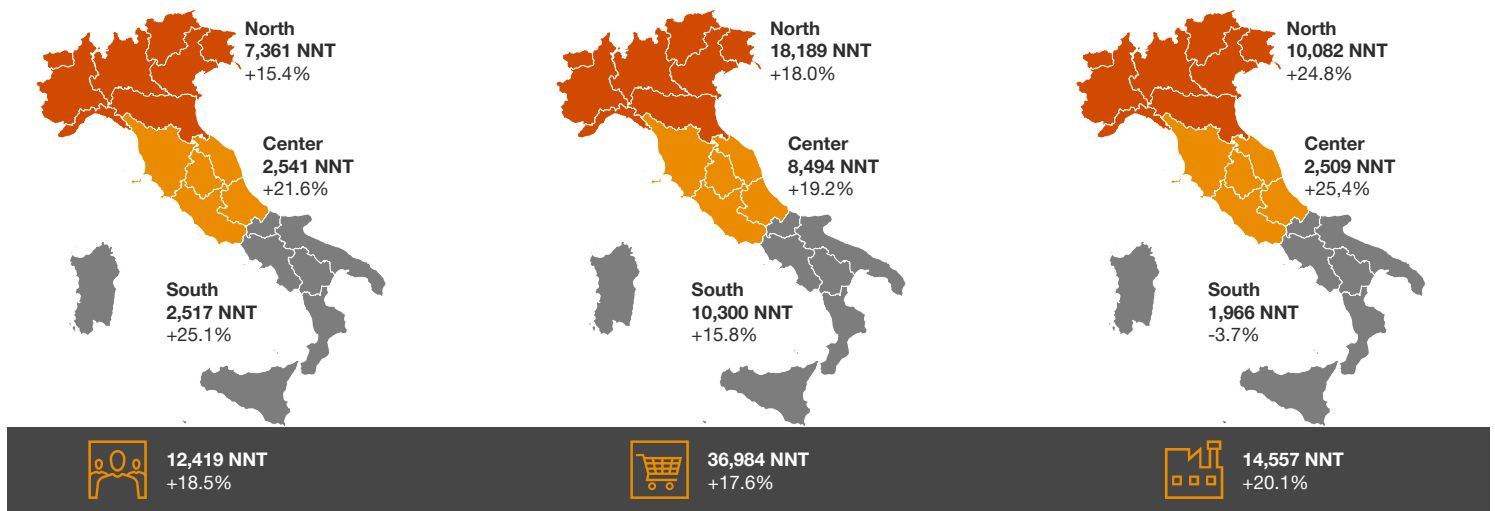 North
7,361 NNT
+15.4%
Center
2,541 NNT
+21.6%
South
2,517 NNT
+25.1%
North
18,189 NNT
+18.0%
Center
8,494 NNT
+19.2%
South
10,300 NNT
+15.8%
North
10,082 NNT
+24.8%
Center
2,509 NNT
+25,4%
South
1,966 NNT
-3.7%
12,419 NNT
+18.5%
36,984 NNT
+17.6%
14,557 NNT
+20.1%